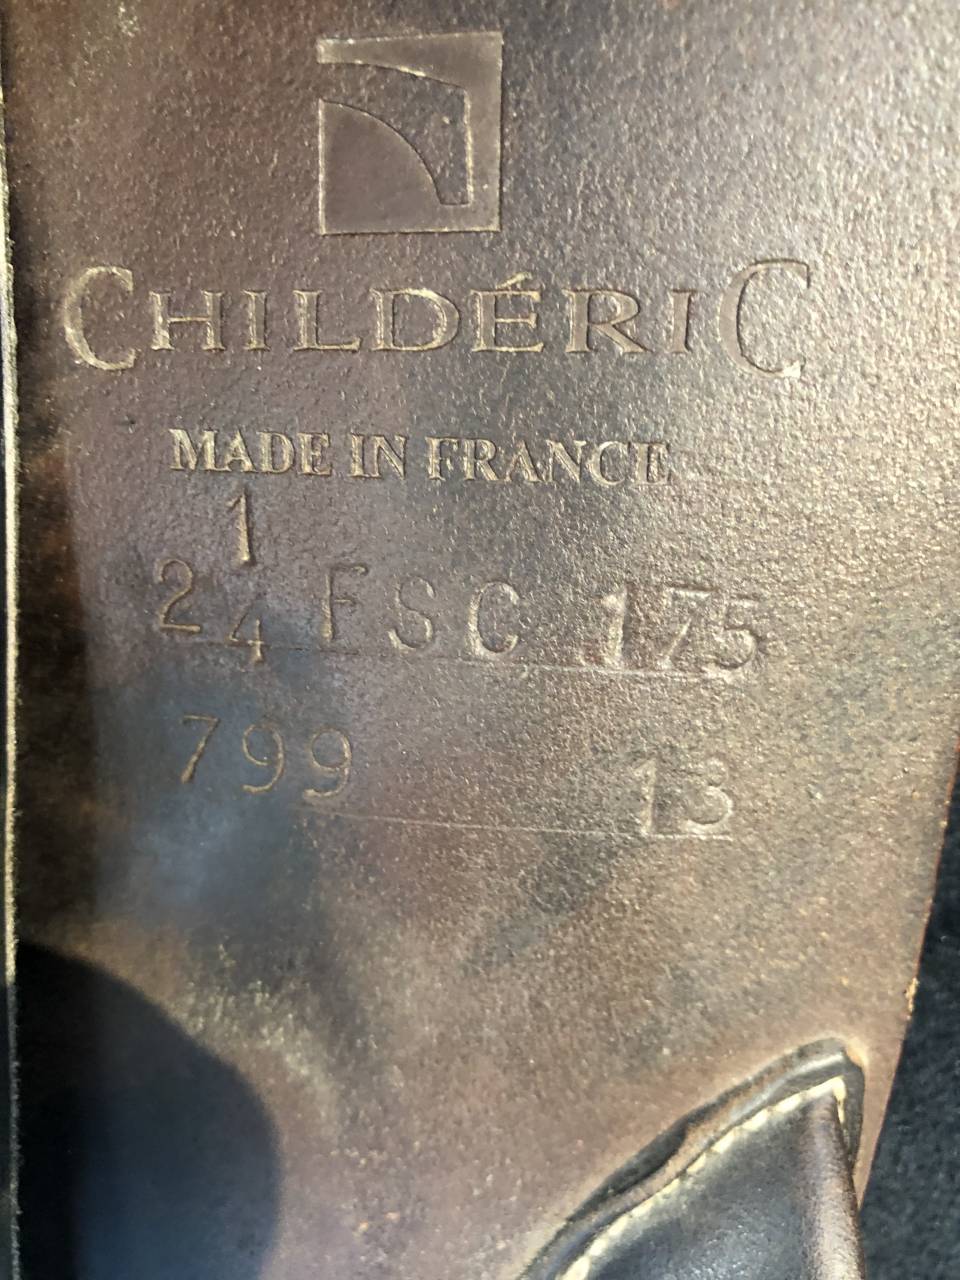 CHILDÉRIC
MADE IN FRANCE
1
2 4 FSC 175
799 13